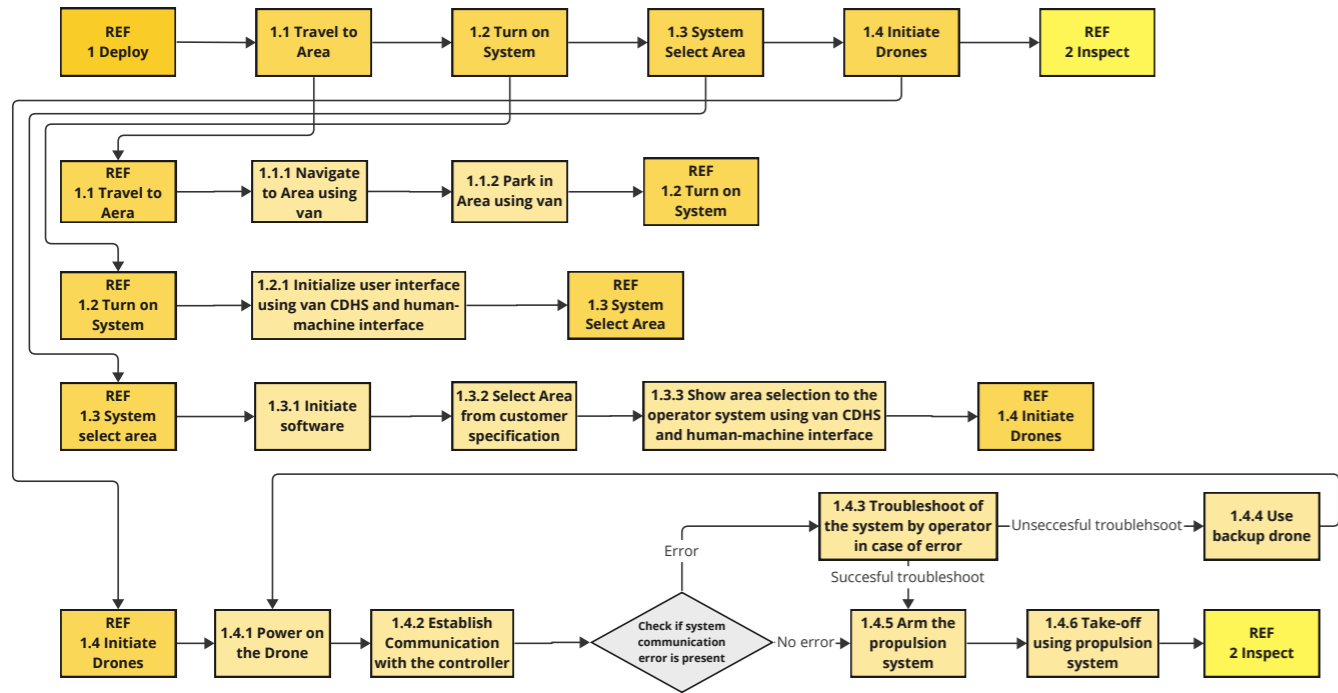 REF
1 Deploy
1.1 Travel to
Area
1.2 Turn on
System
1.3 System
Select Area
1.4 Initiate
Drones
REF
2 Inspect
REF
1.1 Travel to
Aera
1.1.1 Navigate
to Area using
van
1.1.2 Park in
Area using van
REF
1.2 Turn on
System
REF
1.2 Turn on
System
1.2.1 Initialize user interface
using van CDHS and human-
machine interface
REF
1.3 System
Select Area
REF
1.3 System
select area
1.3.1 Initiate
software
1.3.2 Select Area
from customer
specification
1.3.3 Show area selection to the
operator system using van CDHS
and human-machine interface
REF
1.4 Initiate
Drones
1.4.3 Troubleshoot of
the system by operator
in case of error
Unseccesful troublehsoot
1.4.4 Use
backup drone
Error
Succesful troubleshoot
REF
1.4 Initiate
Drones
1.4.1 Power on
the Drone
1.4.2 Establish
Communication
with the controller
Check if system
communication
error is present
No error
1.4.5 Arm the
propulsion
system
1.4.6 Take-off
using propulsion
system
REF
2 Inspect